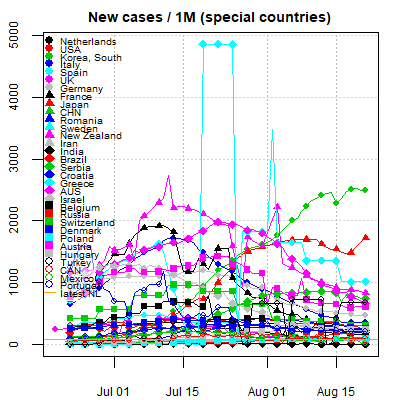 New cases / 1M (special countries)
5000
4000
3000
2000
1000
0
Netherlands
USA
Korea, South
Italy
Spain
UK
Germany
France
Japan
CHN
Romania
Sweden
New Zealand
Iran
India
Brazil
Serbia
Croatia
Greece
AUS
Israel
Belgium
Russia
Switzerland
Denmark
Poland
Austria
Hungary
Turkey
CAN
Mexico
Portugal
latest NL
Jul 01
Jul 15
Aug 01
Aug 15